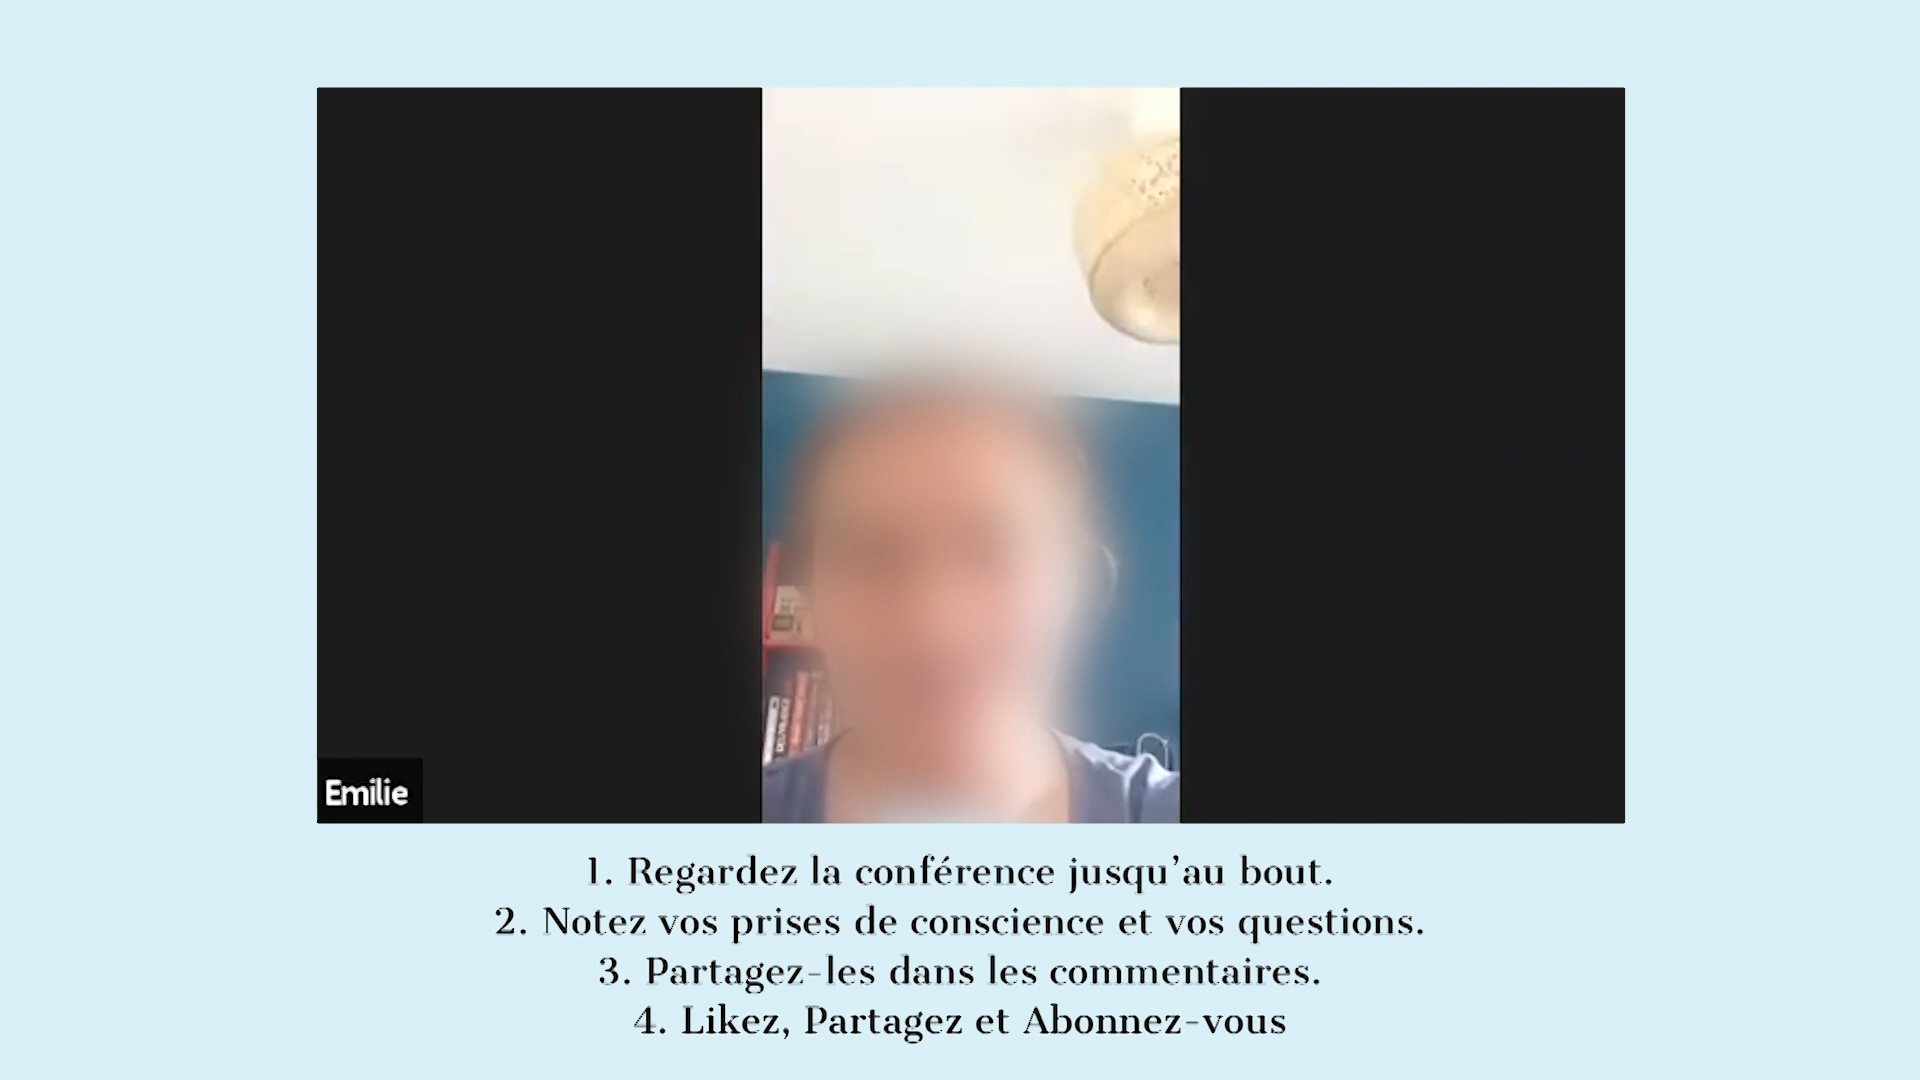 Emilie
1. Regardez la conférence jusqu'au bout.
2. Notez vos prises de conscience et vos questions.
3. Partagez-les dans les commentaires.
4. Likez, Partagez et Abonnez-vous